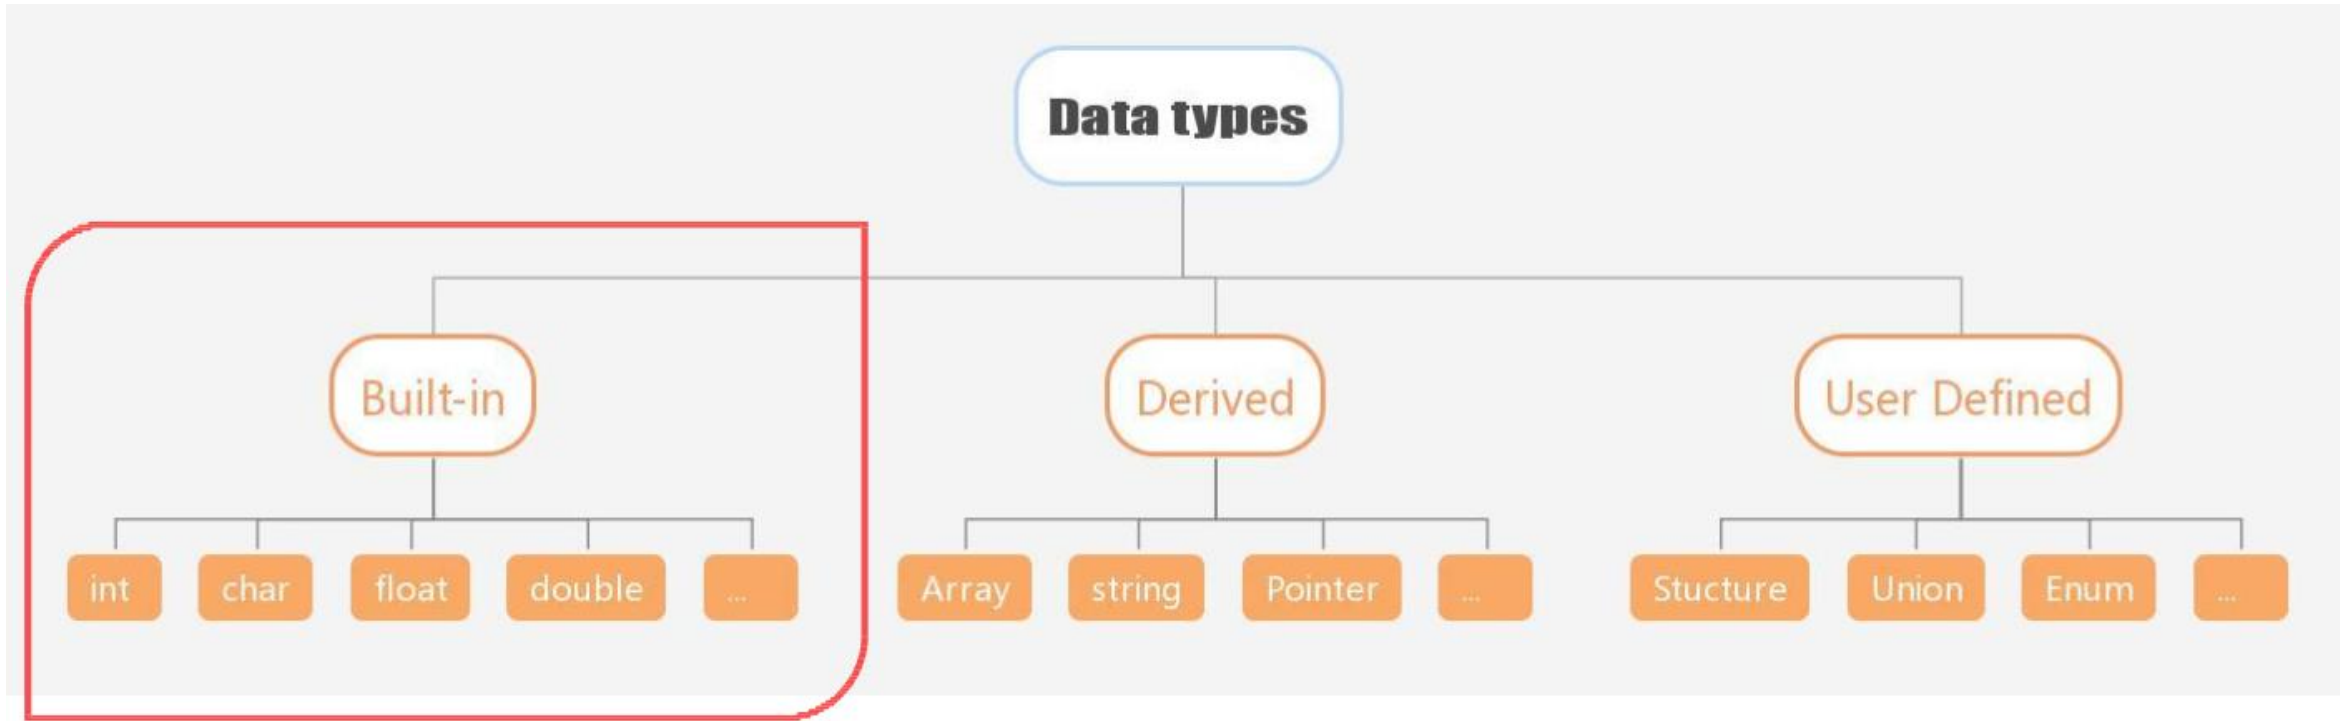 Data types
Built-in
Derived
User Defined
int
char
float
double
...
Array
string
Pointer
...
Stucture
Union
Enum
...